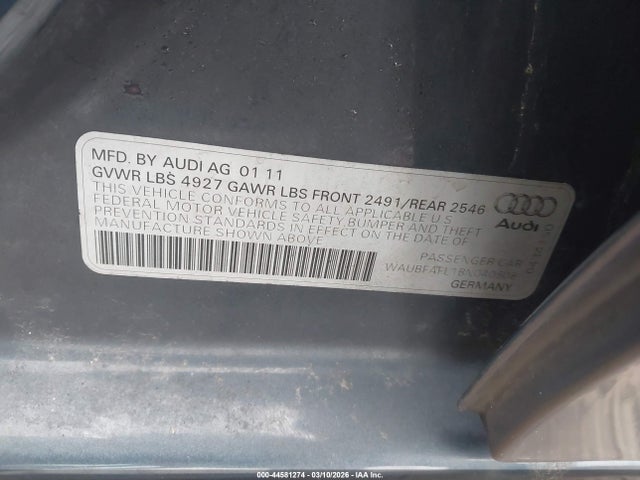 MFD. BY AUDI AG 01 11
GVWR LBS 4927 GAWR LBS FRONT 2491/REAR 2546
THIS VEHICLE CONFORMS TO ALL APPLICABLE U.S
FEDERAL MOTOR VEHICLE SAFETY, BUMPER AND THEFT
PREVENTION STANDARDS IN EFFECT ON THE DATE OF
MANUFACTURE SHOWN ABOVE
Audi
PASSENGER CAR
GERMANY
000-44581274 - 03/10/2026 - IAA Inc.